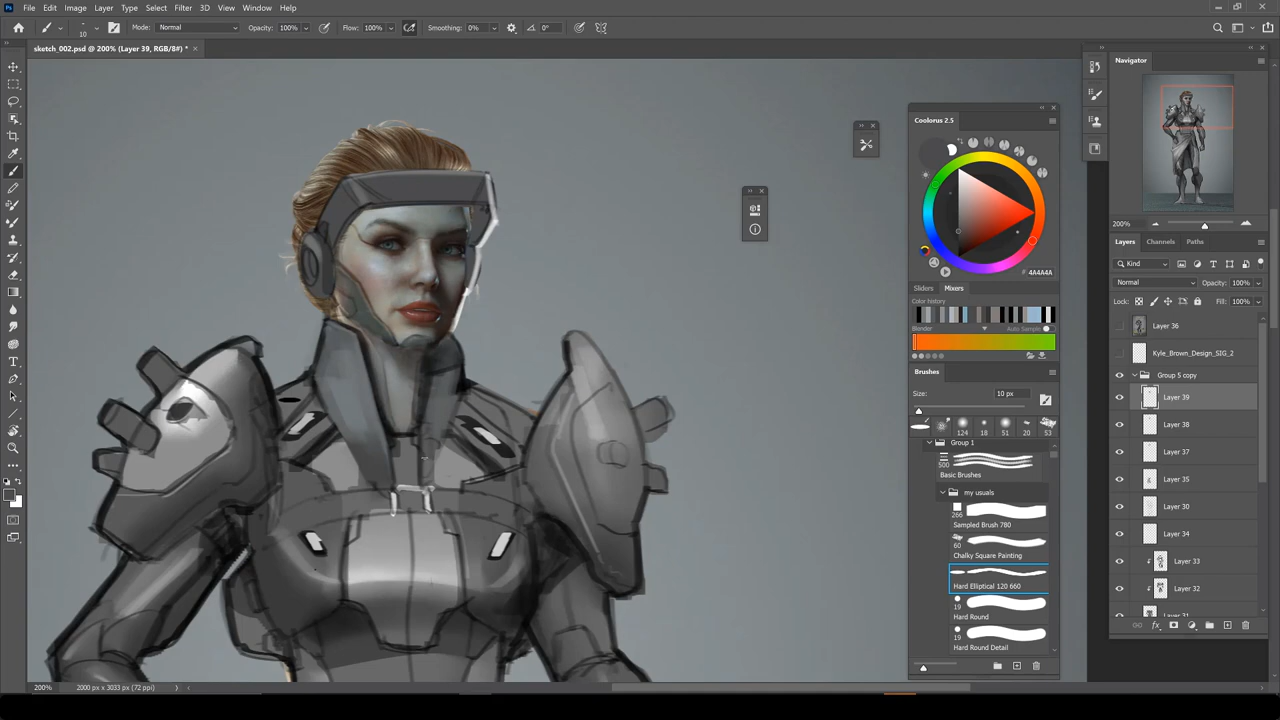 File Edit Image Layer Type Select Filter 3D View Window Help
10 Mode: Normal Opacity: 100% Flow: 100% Smoothing: 0% 0°
sketch_002.psd @ 200% (Layer 39, RGB/8#) *
Navigator
200%
Coolorus 2.5
# 4A4A4A
Sliders Mixers
Color history
Blender Auto Sample
Brushes
Size: 10 px
124 18 51 20 53
Group 1
500
Basic Brushes
my usuals
266
Sampled Brush 780
60
Chalky Square Painting
Hard Elliptical 120 660
19
Hard Round
19
Hard Round Detail
Layers Channels Paths
Kind
Normal Opacity: 100%
Lock: Fill: 100%
Layer 36
Kyle_Brown_Design_SIG_2
Group 5 copy
Layer 39
Layer 38
Layer 37
Layer 35
Layer 30
Layer 34
Layer 33
Layer 32
Layer 31
200% 2000 px x 3033 px (72 ppi)